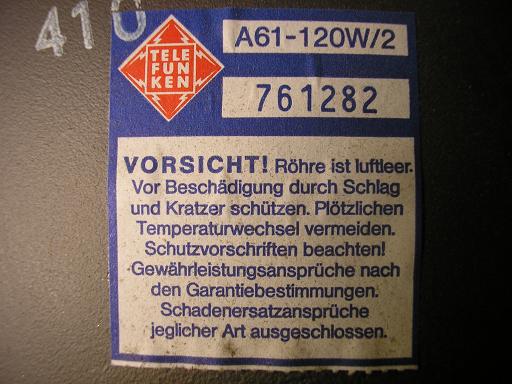 410
TELE
FUN
KEN
A61-120W/2
761282
VORSICHT! Röhre ist luftleer.
Vor Beschädigung durch Schlag
und Kratzer schützen. Plötzlichen
Temperaturwechsel vermeiden.
Schutzvorschriften beachten!
Gewährleistungsansprüche nach
den Garantiebestimmungen.
Schadenersatzansprüche
jeglicher Art ausgeschlossen.